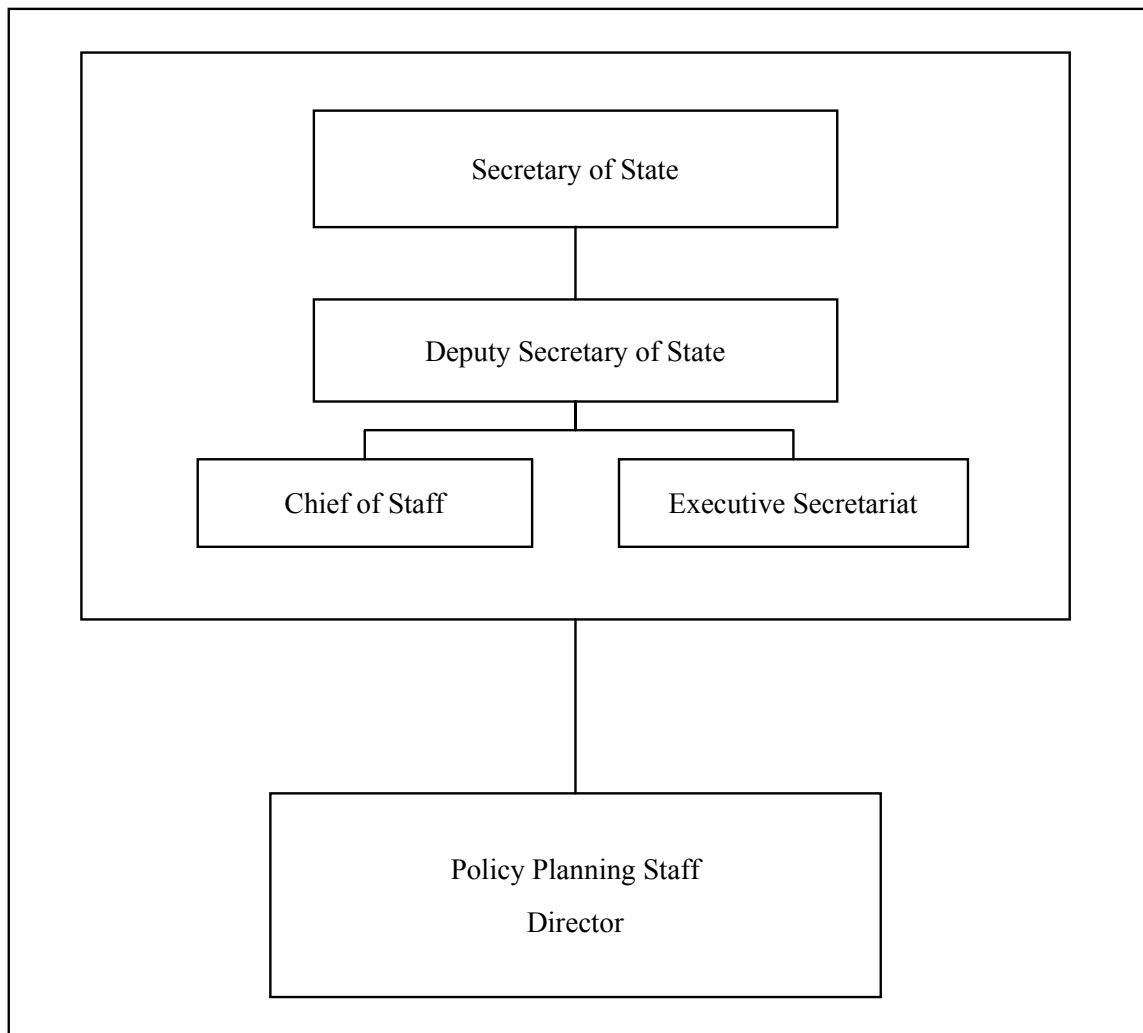 Secretary of State
Deputy Secretary of State
Chief of Staff
Executive Secretariat
Policy Planning Staff
Director